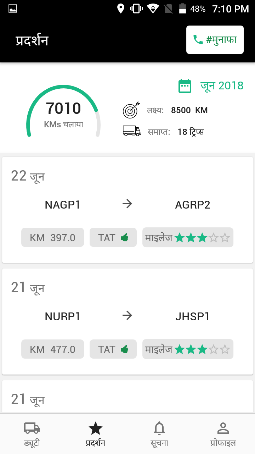 48% 7:10 PM
प्रदर्शन
#मुनाफा
जून 2018
7010
KMs चलाया
लक्ष्य: 8500 KM
समाप्त: 18 ट्रिप्स
22 जून
NAGP1 → AGRP2
KM 397.0 TAT माइलेज
21 जून
NURP1 → JHSP1
KM 477.0 TAT माइलेज
21 जून
ड्यूटी प्रदर्शन सूचना प्रोफाइल